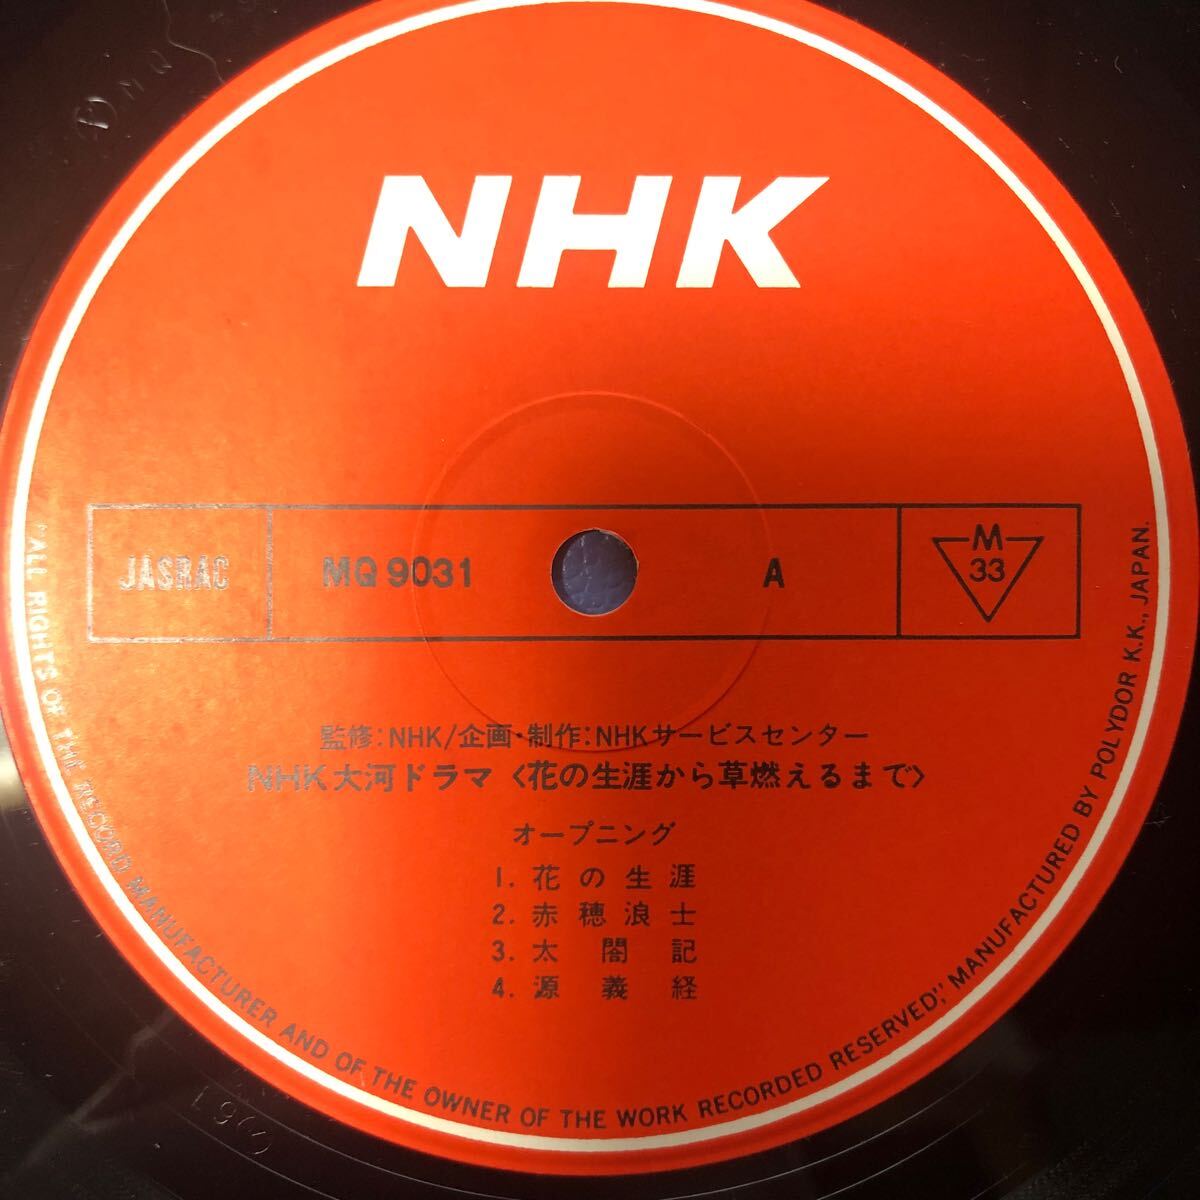 NHK
JASRAC
MQ 9031
A
M
33
監修:NHK/企画・制作:NHKサービスセンター
NHK大河ドラマ〈花の生涯から草燃えるまで〉
オープニング
1. 花の生涯
2. 赤穂浪士
3. 太閤記
4. 源義経
"ALL RIGHTS OF THE RECORD MANUFACTURER AND OF THE OWNER OF THE WORK RECORDED RESERVED," MANUFACTURED BY POLYDOR K.K., JAPAN.